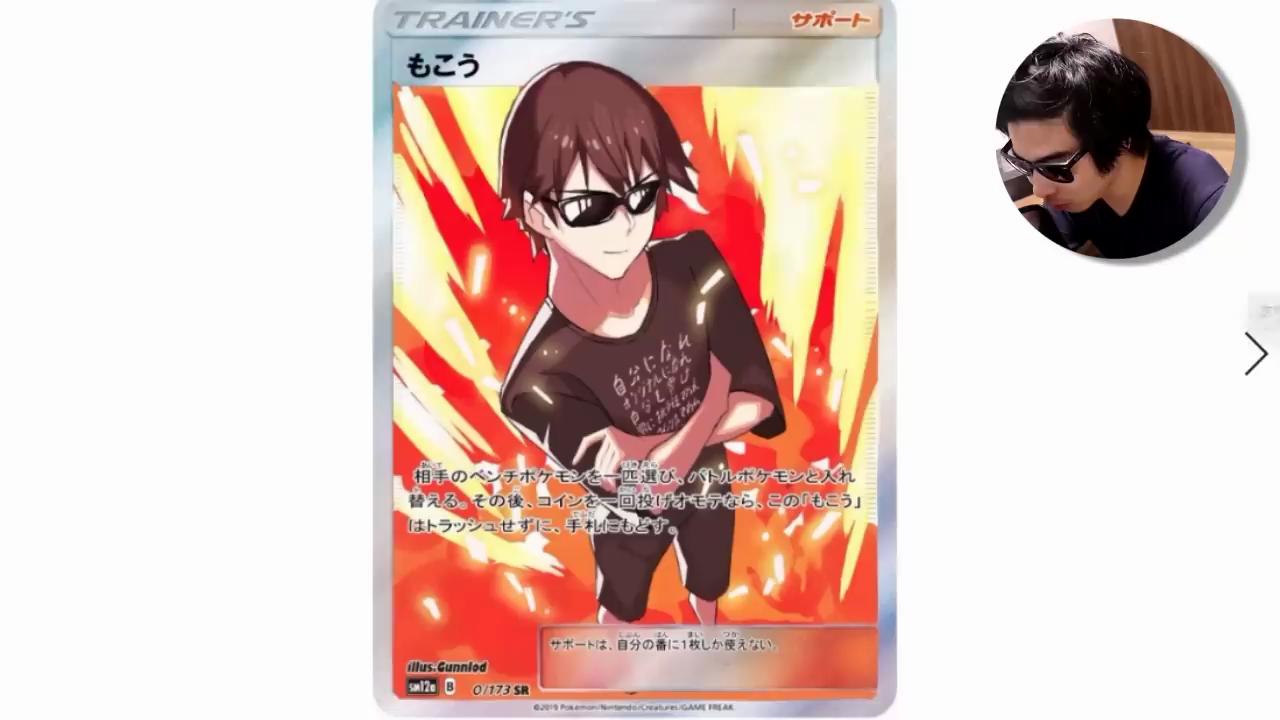 TRAINER'S
サポート
もこう
自分になれ
自分
相手のベンチポケモンを一匹選び、バトルポケモンと入れ
替える。その後、コインを一回投げオモテなら、この「もこう」
はトラッシュせずに、手札にもどす。
サポートは、自分の番に1枚しか使えない。
illus.Gunnlod
SM12a B 0/173 SR
©2019 Pokémon/Nintendo/Creatures/GAME FREAK